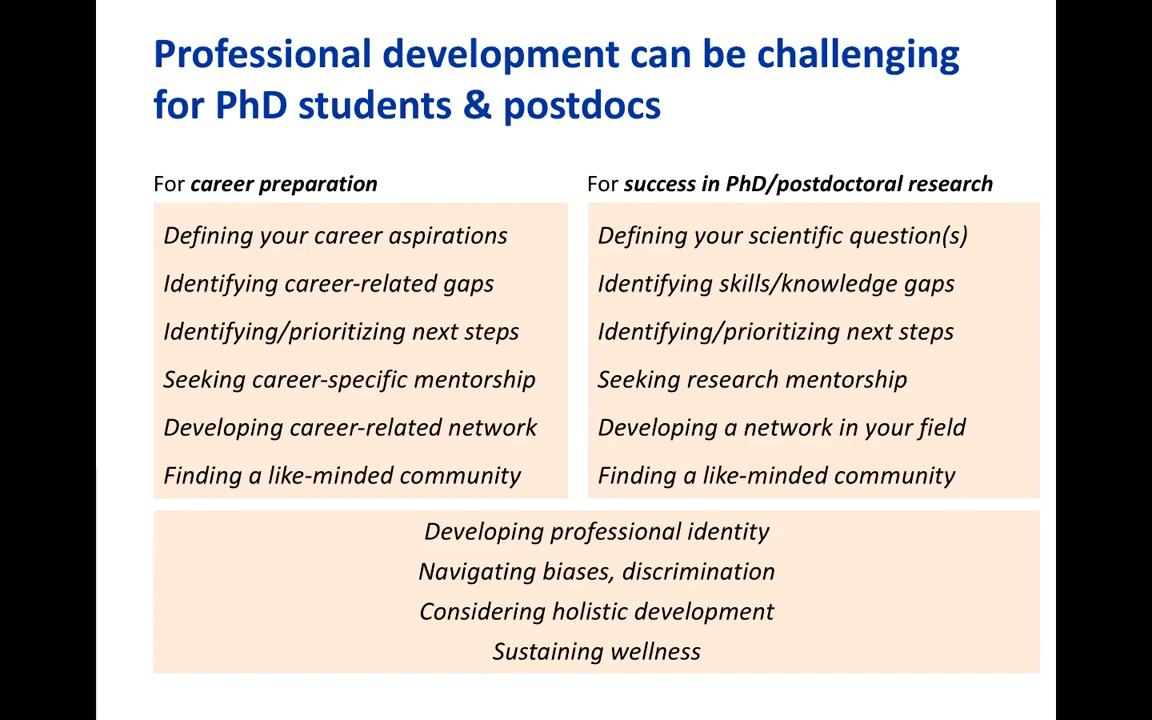 Professional development can be challenging
for PhD students & postdocs
For career preparation
Defining your career aspirations
Identifying career-related gaps
Identifying/prioritizing next steps
Seeking career-specific mentorship
Developing career-related network
Finding a like-minded community
For success in PhD/postdoctoral research
Defining your scientific question(s)
Identifying skills/knowledge gaps
Identifying/prioritizing next steps
Seeking research mentorship
Developing a network in your field
Finding a like-minded community
Developing professional identity
Navigating biases, discrimination
Considering holistic development
Sustaining wellness